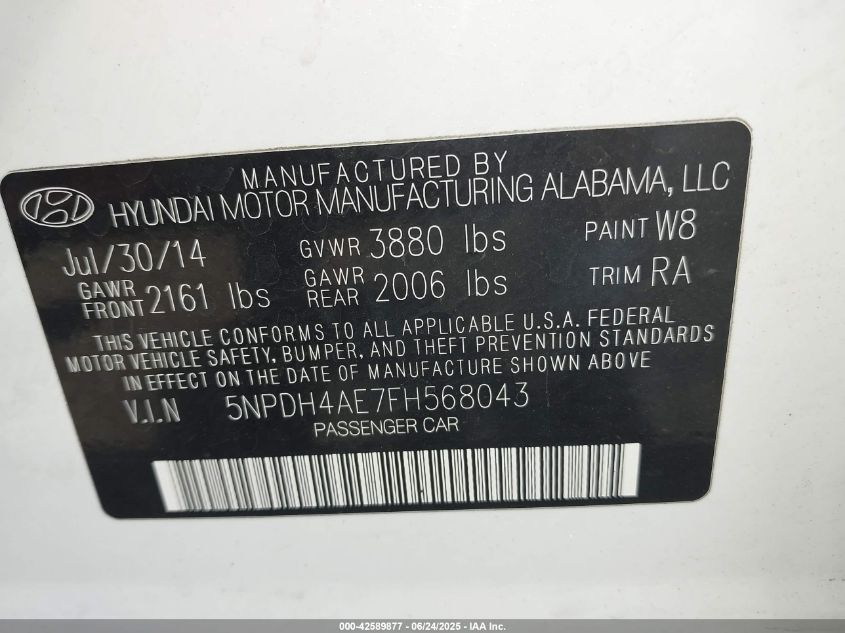 MANUFACTURED BY
HYUNDAI MOTOR MANUFACTURING ALABAMA, LLC
Jul/30/14 GVWR 3880 lbs PAINT W8
GAWR FRONT 2161 lbs GAWR REAR 2006 lbs TRIM RA
THIS VEHICLE CONFORMS TO ALL APPLICABLE U.S.A. FEDERAL
MOTOR VEHICLE SAFETY, BUMPER, AND THEFT PREVENTION STANDARDS
IN EFFECT ON THE DATE OF MANUFACTURE SHOWN ABOVE
V.I.N 5NPDH4AE7FH568043
PASSENGER CAR
000-42589877 - 06/24/2025 - IAA Inc.